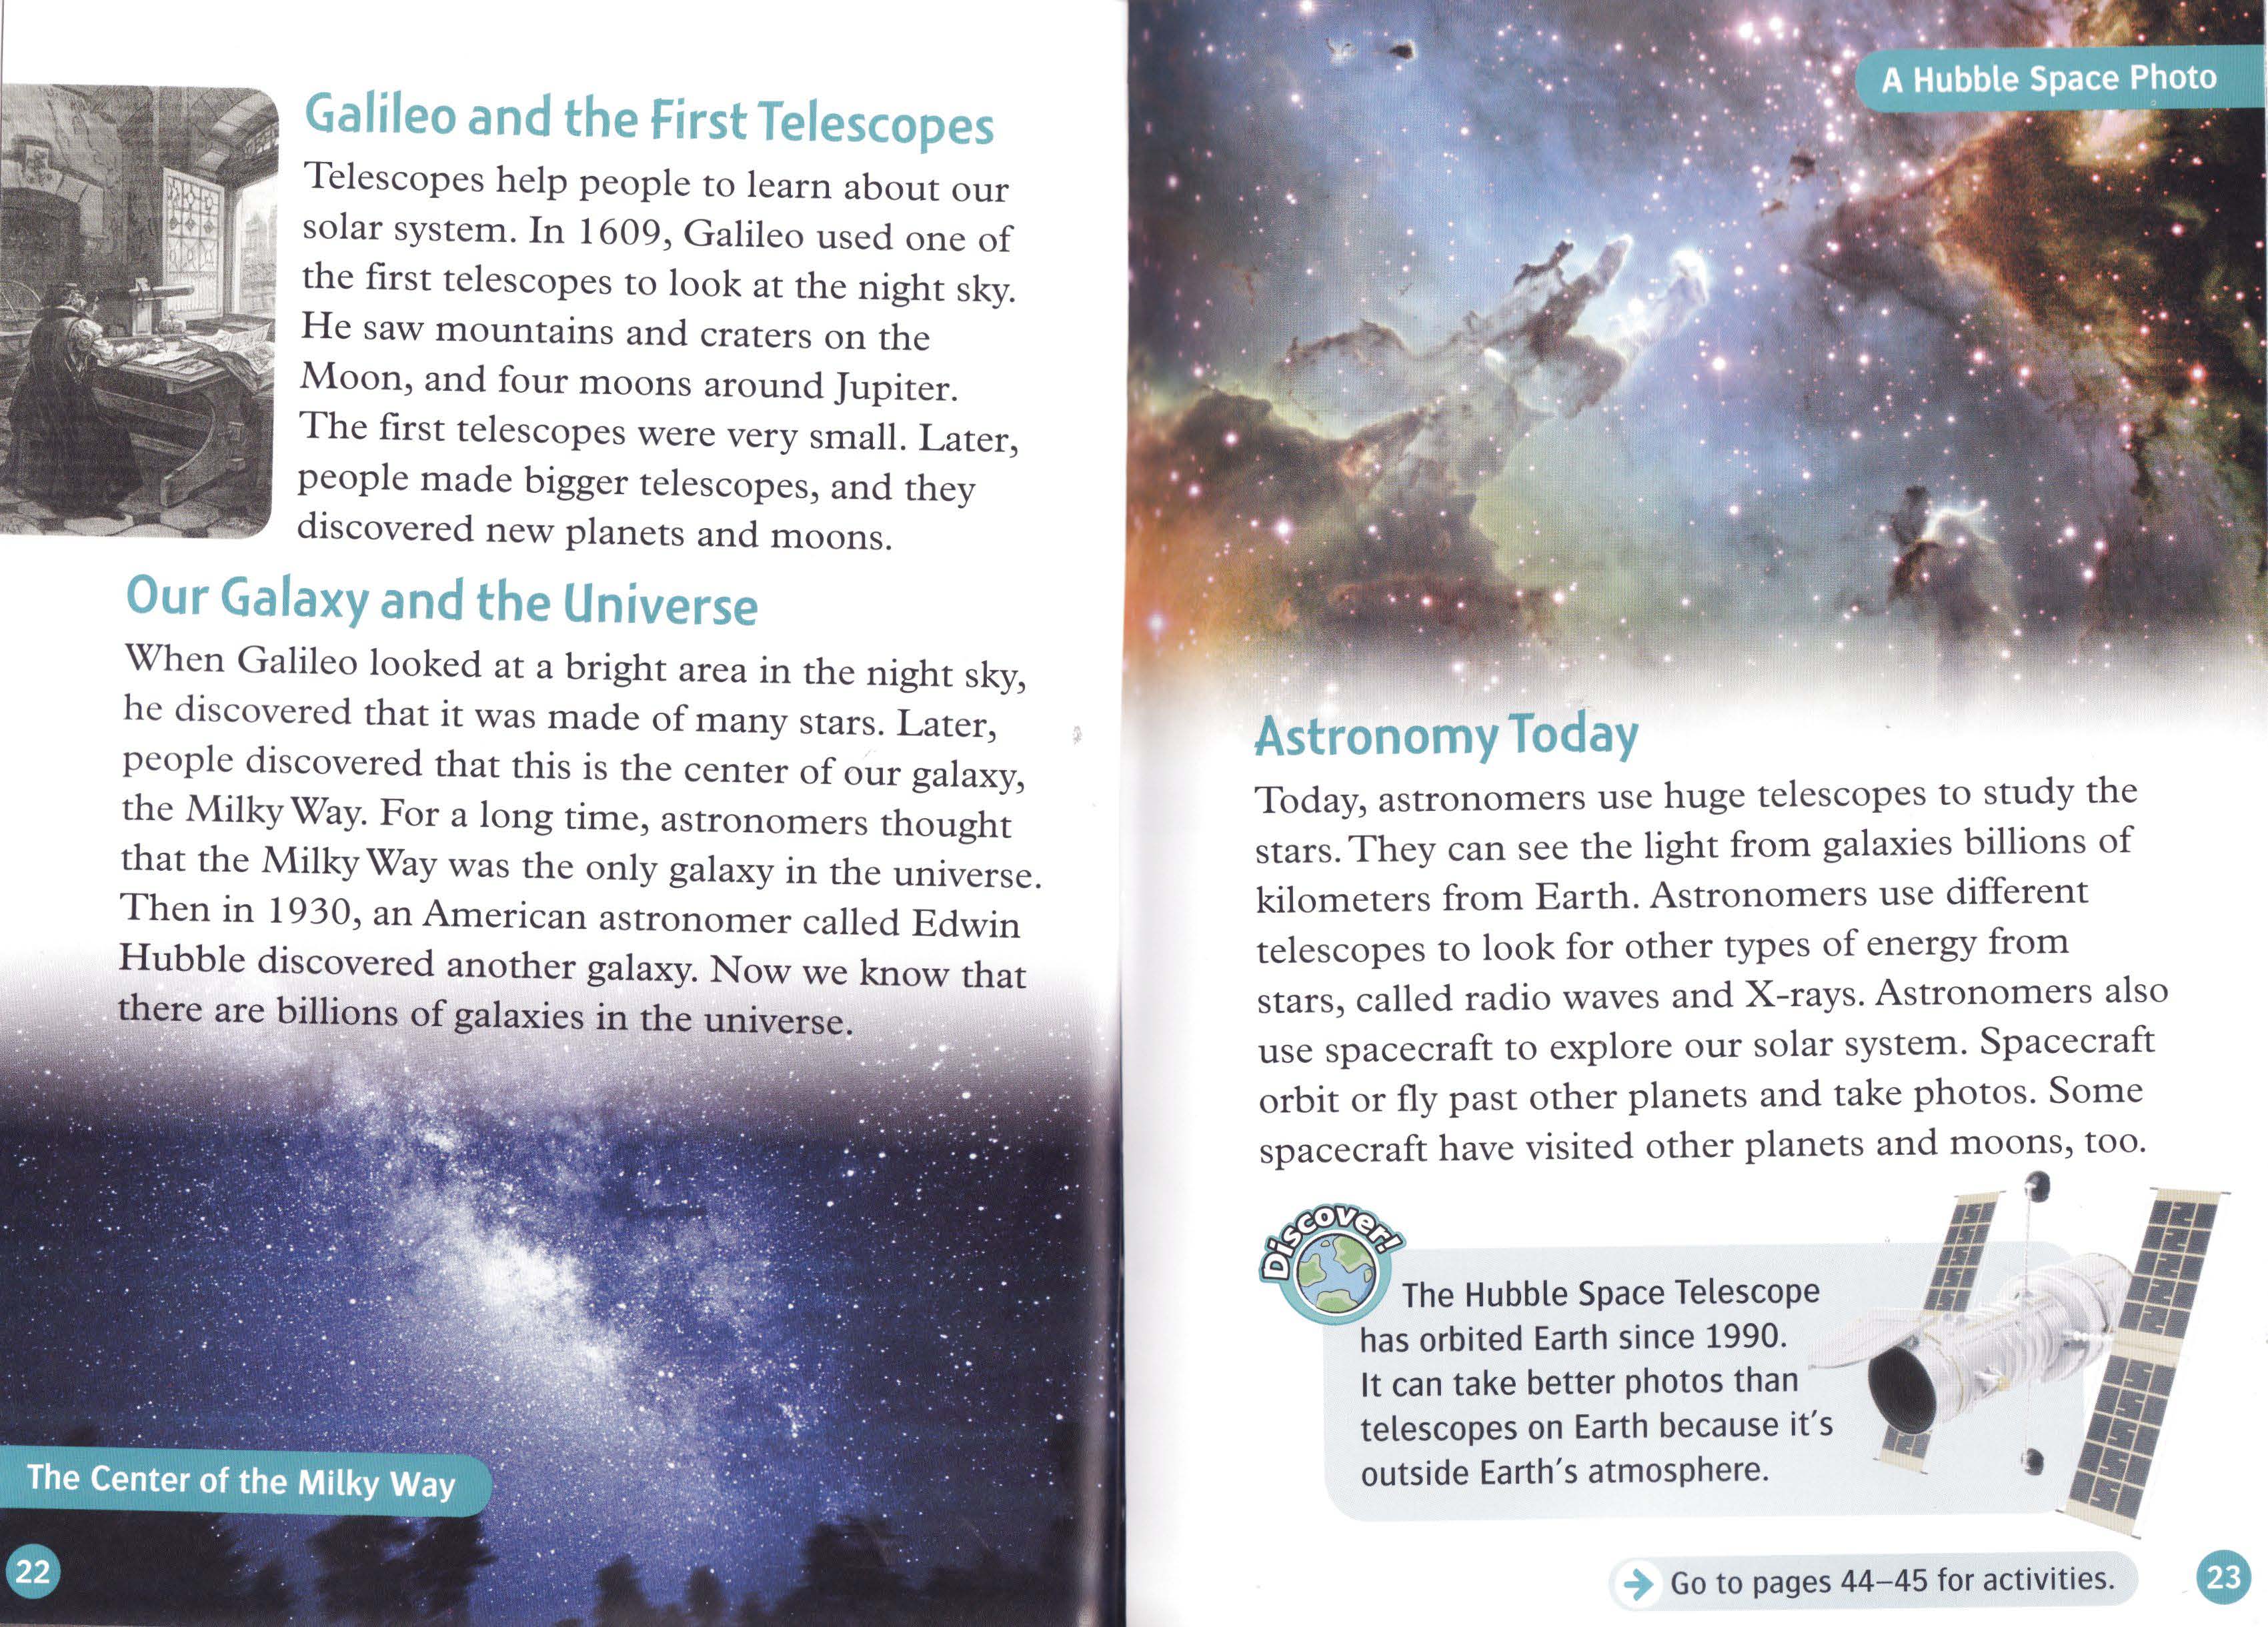 Galileo and the First Telescopes
Telescopes help people to learn about our
solar system. In 1609, Galileo used one of
the first telescopes to look at the night sky.
He saw mountains and craters on the
Moon, and four moons around Jupiter.
The first telescopes were very small. Later,
people made bigger telescopes, and they
discovered new planets and moons.
Our Galaxy and the Universe
When Galileo looked at a bright area in the night sky,
he discovered that it was made of many stars. Later,
people discovered that this is the center of our galaxy,
the Milky Way. For a long time, astronomers thought
that the Milky Way was the only galaxy in the universe.
Then in 1930, an American astronomer called Edwin
Hubble discovered another galaxy. Now we know that
there are billions of galaxies in the universe.
The Center of the Milky Way
22
A Hubble Space Photo
Astronomy Today
Today, astronomers use huge telescopes to study the
stars. They can see the light from galaxies billions of
kilometers from Earth. Astronomers use different
telescopes to look for other types of energy from
stars, called radio waves and X-rays. Astronomers also
use spacecraft to explore our solar system. Spacecraft
orbit or fly past other planets and take photos. Some
spacecraft have visited other planets and moons, too.
Discover!
The Hubble Space Telescope
has orbited Earth since 1990.
It can take better photos than
telescopes on Earth because it's
outside Earth's atmosphere.
Go to pages 44–45 for activities.
23